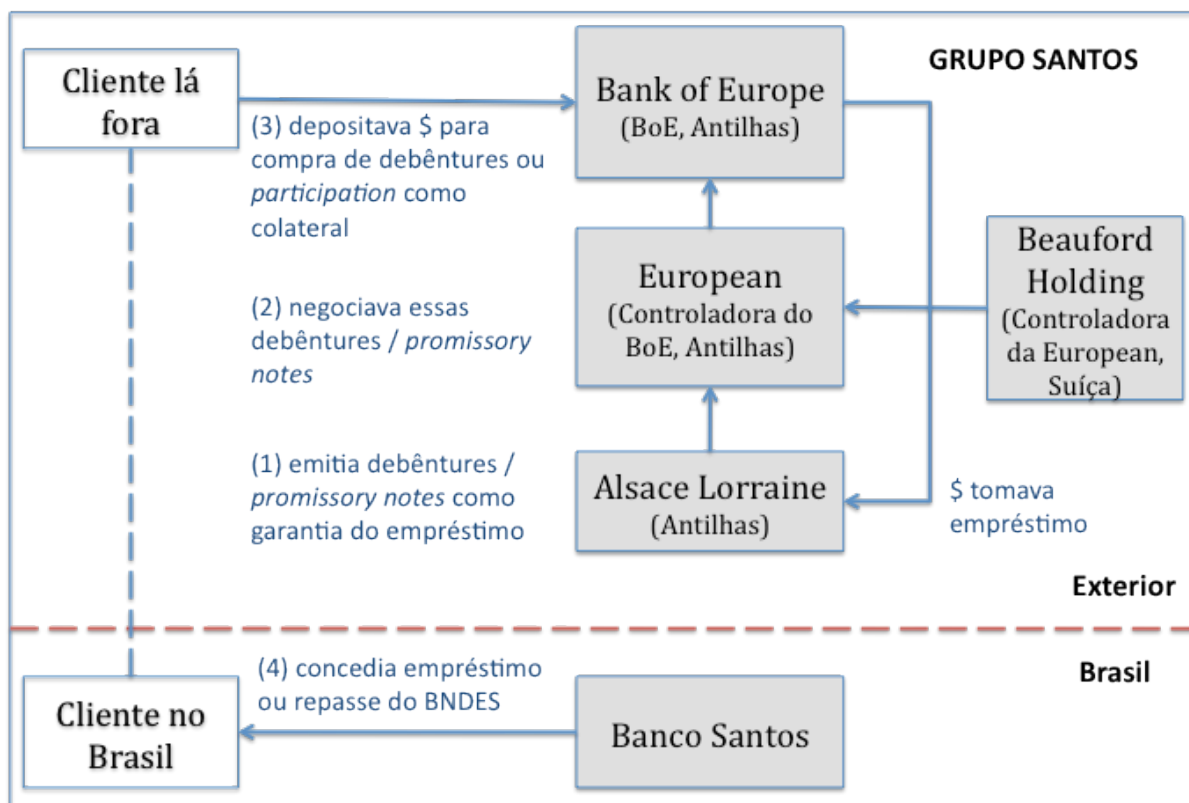 GRUPO SANTOS
Cliente lá
fora
Bank of Europe
(BoE, Antilhas)
(3) depositava $ para
compra de debêntures ou
participation como
colateral
European
(Controladora do
BoE, Antilhas)
Beauford
Holding
(Controladora
da European,
Suíça)
(2) negociava essas
debêntures / promissory
notes
(1) emitia debêntures /
promissory notes como
garantia do empréstimo
Alsace Lorraine
(Antilhas)
$ tomava
empréstimo
Exterior
Brasil
(4) concedia empréstimo
ou repasse do BNDES
Cliente no
Brasil
Banco Santos